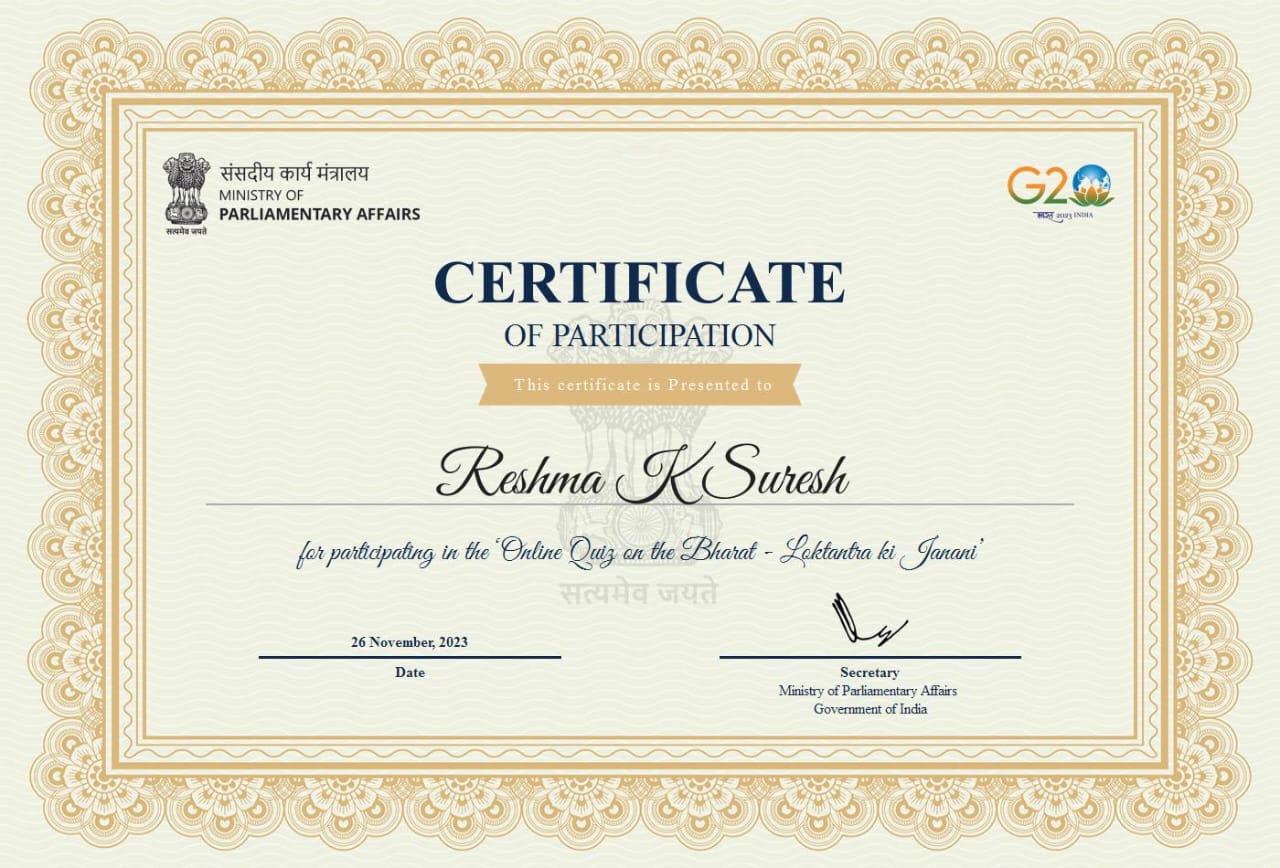 संसदीय कार्य मंत्रालय
MINISTRY OF
PARLIAMENTARY AFFAIRS
सत्यमेव जयते
G20
भारत 2023 INDIA
CERTIFICATE
OF PARTICIPATION
This certificate is Presented to
Reshma K Suresh
for participating in the ‘Online Quiz on the Bharat - Loktantra ki Janani’
सत्यमेव जयते
26 November, 2023
Date
Secretary
Ministry of Parliamentary Affairs
Government of India